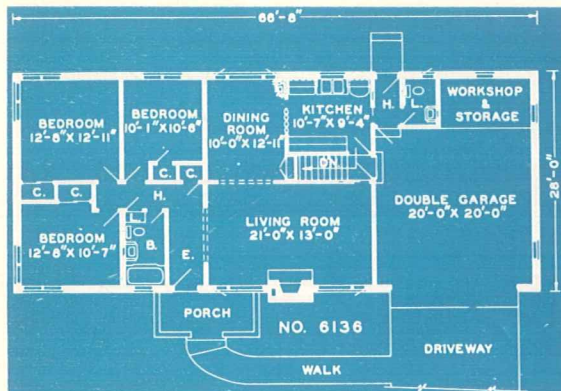 66'-8"
BEDROOM
12'-6" X 12'-11"
BEDROOM
10'-1" X 10'-6"
DINING
ROOM
10'-0" X 12'-11"
KITCHEN
10'-7" X 9'-4"
H.
L.
WORKSHOP
&
STORAGE
28'-0"
C.
C.
C.
C.
DN.
H.
BEDROOM
12'-8" X 10'-7"
B.
E.
LIVING ROOM
21'-0" X 13'-0"
DOUBLE GARAGE
20'-0" X 20'-0"
PORCH
NO. 6136
WALK
DRIVEWAY